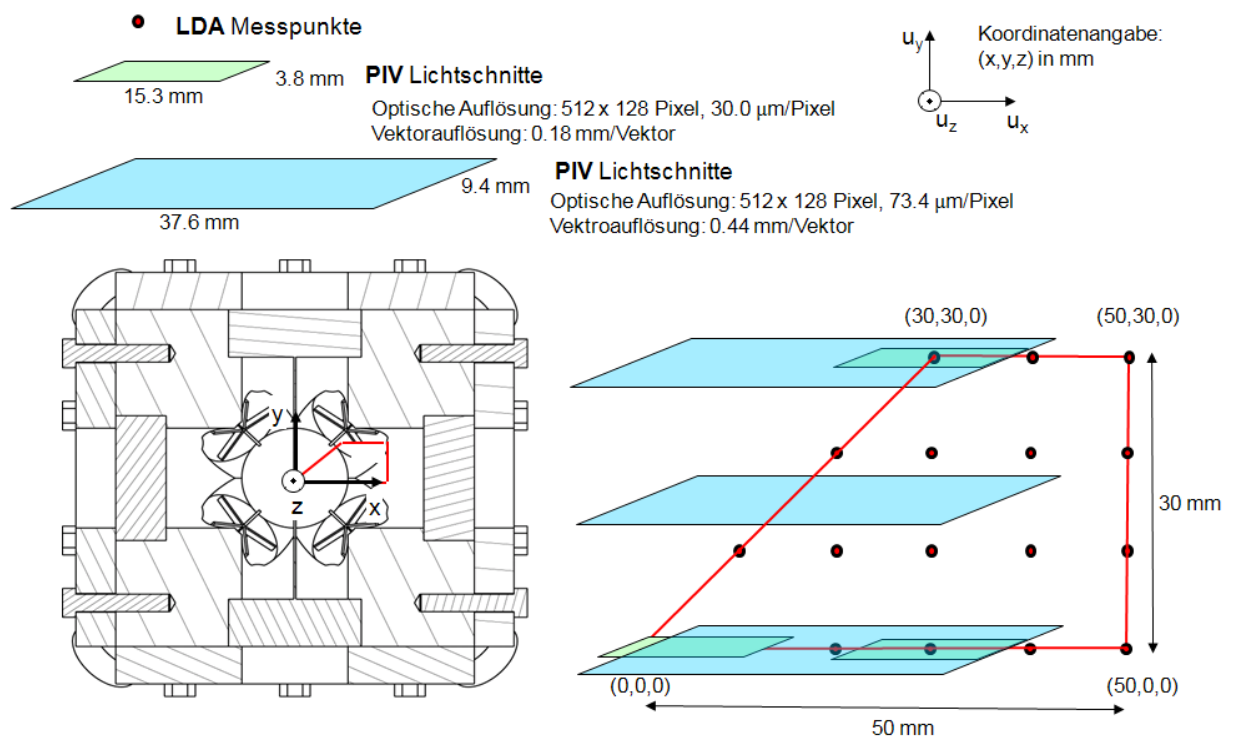 LDA Messpunkte
3.8 mm
15.3 mm
PIV Lichtschnitte
Optische Auflösung: 512 x 128 Pixel, 30.0 µm/Pixel
Vektorauflösung: 0.18 mm/Vektor
uy
uz
ux
Koordinatenangabe:
(x,y,z) in mm
9.4 mm
37.6 mm
PIV Lichtschnitte
Optische Auflösung: 512 x 128 Pixel, 73.4 µm/Pixel
Vektroauflösung: 0.44 mm/Vektor
y
z
x
(30,30,0)
(50,30,0)
30 mm
(0,0,0)
(50,0,0)
50 mm